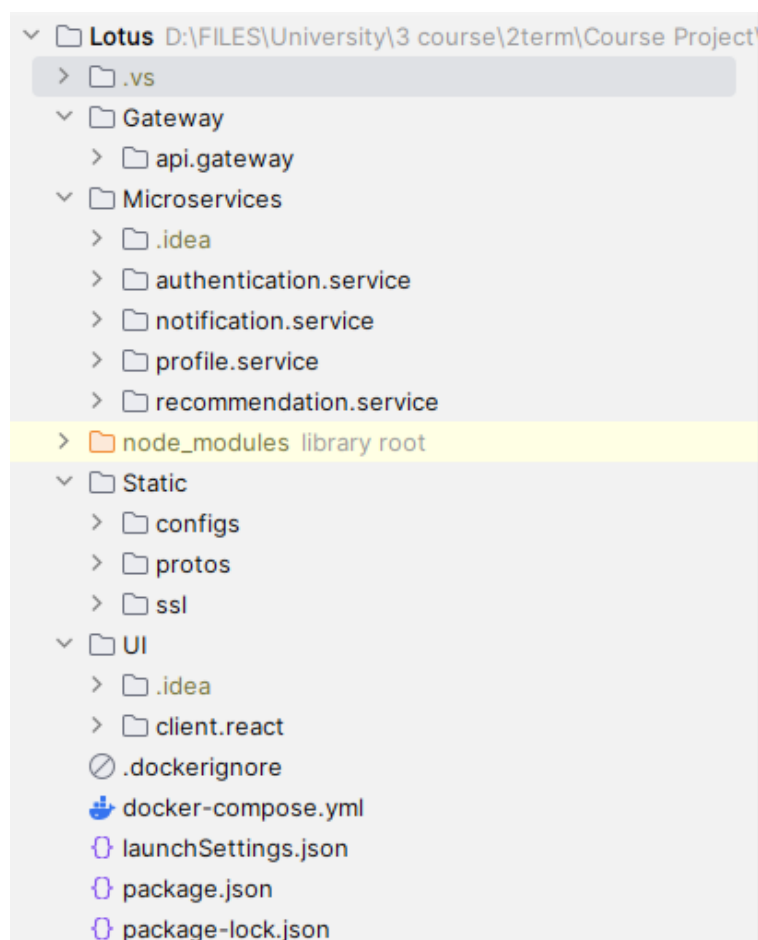 Lotus D:\FILES\University\3 course\2term\Course Project\
.vs
Gateway
api.gateway
Microservices
.idea
authentication.service
notification.service
profile.service
recommendation.service
node_modules library root
Static
configs
protos
ssl
UI
.idea
client.react
.dockerignore
docker-compose.yml
launchSettings.json
package.json
package-lock.json